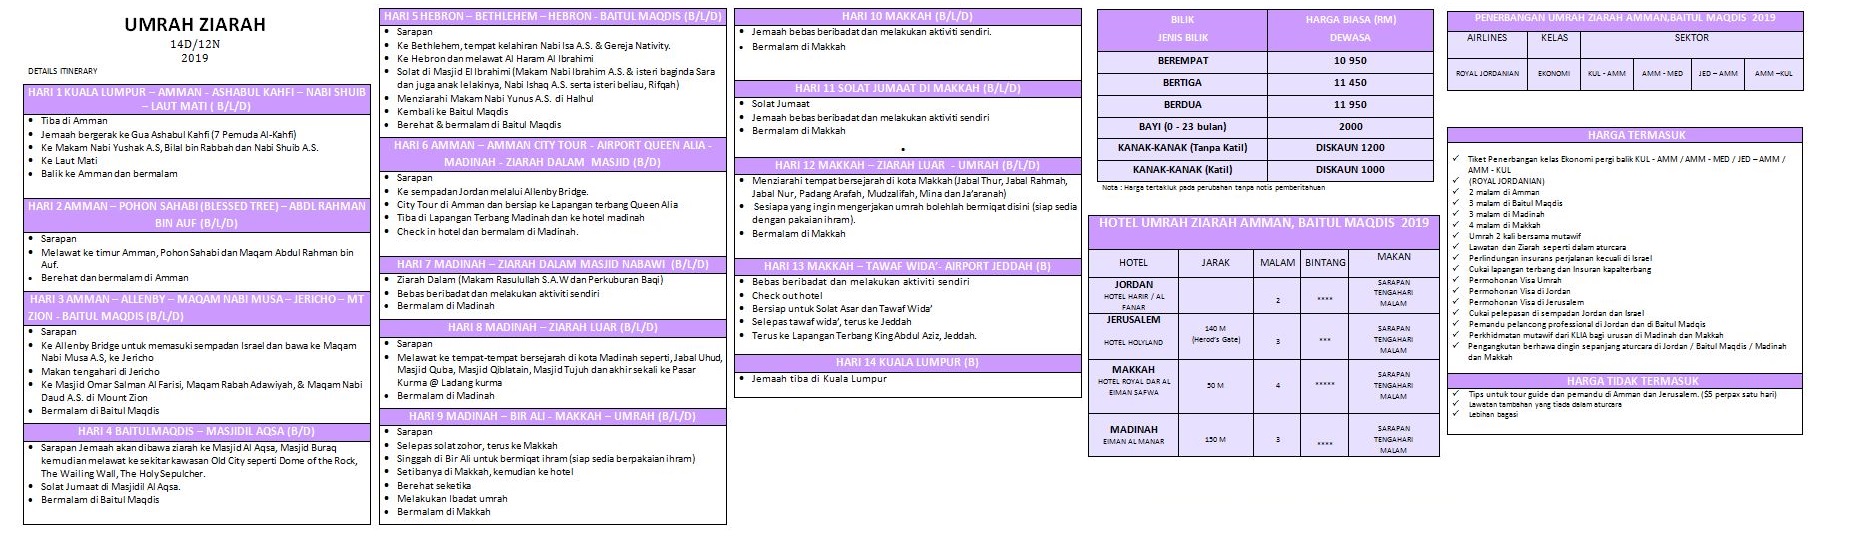 UMRAH ZIARAH
14D/12N
2019
DETAILS ITINERARY
HARI 1 KUALA LUMPUR – AMMAN - ASHABUL KAHFI – NABI SHUIB
– LAUT MATI ( B/L/D)
• Tiba di Amman
• Jemaah bergerak ke Gua Ashabul Kahfi (7 Pemuda Al-Kahfi)
• Ke Makam Nabi Yushak A.S, Bilal bin Rabbah dan Nabi Shuib A.S.
• Ke Laut Mati
• Balik ke Amman dan bermalam
HARI 2 AMMAN – POHON SAHABI (BLESSED TREE) – ABDL RAHMAN
BIN AUF (B/L/D)
• Sarapan
• Melawat ke timur Amman, Pohon Sahabi dan Maqam Abdul Rahman bin
Auf.
• Berehat dan bermalam di Amman
HARI 3 AMMAN – ALLENBY – MAQAM NABI MUSA – JERICHO – MT
ZION - BAITUL MAQDIS (B/L/D)
• Sarapan
• Ke Allenby Bridge untuk memasuki sempadan Israel dan bawa ke Maqam
Nabi Musa A.S, ke Jericho
• Makan tengahari di Jericho
• Ke Masjid Omar Salman Al Farisi, Maqam Rabah Adawiyah, & Maqam Nabi
Daud A.S. di Mount Zion
• Bermalam di Baitul Maqdis
HARI 4 BAITULMAQDIS – MASJIDIL AQSA (B/D)
• Sarapan Jemaah akan dibawa ziarah ke Masjid Al Aqsa, Masjid Buraq
kemudian melawat ke sekitar kawasan Old City seperti Dome of the Rock,
The Wailing Wall, The Holy Sepulcher.
• Solat Jumaat di Masjidil Al Aqsa.
• Bermalam di Baitul Maqdis
HARI 5 HEBRON – BETHLEHEM – HEBRON - BAITUL MAQDIS (B/L/D)
• Sarapan
• Ke Bethlehem, tempat kelahiran Nabi Isa A.S. & Gereja Nativity.
• Ke Hebron dan melawat Al Haram Al Ibrahimi
• Solat di Masjid El Ibrahimi (Makam Nabi Ibrahim A.S. & isteri baginda Sara
dan juga anak lelakinya, Nabi Ishaq A.S. serta isteri beliau, Rifqah)
• Menziarahi Makam Nabi Yunus A.S. di Halhul
• Kembali ke Baitul Maqdis
• Berehat & bermalam di Baitul Maqdis
HARI 6 AMMAN – AMMAN CITY TOUR - AIRPORT QUEEN ALIA -
MADINAH - ZIARAH DALAM MASJID (B/D)
• Sarapan
• Ke sempadan Jordan melalui Allenby Bridge.
• City Tour di Amman dan bersiap ke Lapangan terbang Queen Alia
• Tiba di Lapangan Terbang Madinah dan ke hotel madinah
• Check in hotel dan bermalam di Madinah.
HARI 7 MADINAH – ZIARAH DALAM MASJID NABAWI (B/L/D)
• Ziarah Dalam (Makam Rasulullah S.A.W dan Perkuburan Baqi)
• Bebas beribadat dan melakukan aktiviti sendiri
• Bermalam di Madinah
HARI 8 MADINAH – ZIARAH LUAR (B/L/D)
• Sarapan
• Melawat ke tempat-tempat bersejarah di kota Madinah seperti, Jabal Uhud,
Masjid Quba, Masjid Qiblatain, Masjid Tujuh dan akhir sekali ke Pasar
Kurma @ Ladang kurma
• Bermalam di Madinah
HARI 9 MADINAH – BIR ALI - MAKKAH – UMRAH (B/L/D)
• Sarapan
• Selepas solat zohor, terus ke Makkah
• Singgah di Bir Ali untuk bermiqat ihram (siap sedia berpakaian ihram)
• Setibanya di Makkah, kemudian ke hotel
• Berehat seketika
• Melakukan Ibadat umrah
• Bermalam di Makkah
HARI 10 MAKKAH (B/L/D)
• Jemaah bebas beribadat dan melakukan aktiviti sendiri.
• Bermalam di Makkah
HARI 11 SOLAT JUMAAT DI MAKKAH (B/L/D)
• Solat Jumaat
• Jemaah bebas beribadat dan melakukan aktiviti sendiri
• Bermalam di Makkah
•
HARI 12 MAKKAH – ZIARAH LUAR - UMRAH (B/L/D)
• Menziarahi tempat bersejarah di kota Makkah (Jabal Thur, Jabal Rahmah,
Jabal Nur, Padang Arafah, Mudzalifah, Mina dan Ja'aranah)
• Sesiapa yang ingin mengerjakan umrah bolehlah bermiqat disini (siap sedia
dengan pakaian ihram).
• Bermalam di Makkah
HARI 13 MAKKAH – TAWAF WIDA'- AIRPORT JEDDAH (B)
• Bebas beribadat dan melakukan aktiviti sendiri
• Check out hotel
• Bersiap untuk Solat Asar dan Tawaf Wida'
• Selepas tawaf wida', terus ke Jeddah
• Terus ke Lapangan Terbang King Abdul Aziz, Jeddah.
HARI 14 KUALA LUMPUR (B)
• Jemaah tiba di Kuala Lumpur
BILIK HARGA BIASA (RM)
JENIS BILIK DEWASA
BEREMPAT 10 950
BERTIGA 11 450
BERDUA 11 950
BAYI (0 - 23 bulan) 2000
KANAK-KANAK (Tanpa Katil) DISKAUN 1200
KANAK-KANAK (Katil) DISKAUN 1000
Nota : Harga tertakluk pada perubahan tanpa notis pemberitahuan
HOTEL UMRAH ZIARAH AMMAN, BAITUL MAQDIS 2019
HOTEL JARAK MALAM BINTANG MAKAN
JORDAN
HOTEL HARIR / AL
FANAR
2 ****
SARAPAN
TENGAHARI
MALAM
JERUSALEM
HOTEL HOLYLAND
140 M
(Herod's Gate)
3 ***
SARAPAN
TENGAHARI
MALAM
MAKKAH
HOTEL ROYAL DAR AL
EIMAN SAFWA
50 M 4 *****
SARAPAN
TENGAHARI
MALAM
MADINAH
EIMAN AL MANAR
150 M 3 ****
SARAPAN
TENGAHARI
MALAM
PENERBANGAN UMRAH ZIARAH AMMAN,BAITUL MAQDIS 2019
AIRLINES KELAS SEKTOR
ROYAL JORDANIAN EKONOMI KUL - AMM AMM - MED JED – AMM AMM –KUL
HARGA TERMASUK
✓ Tiket Penerbangan kelas Ekonomi pergi balik KUL - AMM / AMM - MED / JED – AMM /
AMM - KUL
✓ (ROYAL JORDANIAN)
✓ 2 malam di Amman
✓ 3 malam di Baitul Maqdis
✓ 3 malam di Madinah
✓ 4 malam di Makkah
✓ Umrah 2 kali bersama mutawif
✓ Lawatan dan Ziarah seperti dalam aturcara
✓ Perlindungan insurans perjalanan kecuali di Israel
✓ Cukai lapangan terbang dan Insuran kapalterbang
✓ Permohonan Visa Umrah
✓ Permohonan Visa di Jordan
✓ Permohonan Visa di Jerusalem
✓ Cukai pelepasan di sempadan Jordan dan Israel
✓ Pemandu pelancong professional di Jordan dan di Baitul Madqis
✓ Perkhidmatan mutawif dari KLIA bagi urusan di Madinah dan Makkah
✓ Pengangkutan berhawa dingin sepanjang aturcara di Jordan / Baitul Maqdis / Madinah
dan Makkah
HARGA TIDAK TERMASUK
✓ Tips untuk tour guide dan pemandu di Amman dan Jerusalem. ($5 perpax satu hari)
✓ Lawatan tambahan yang tiada dalam aturcara
✓ Lebihan bagasi